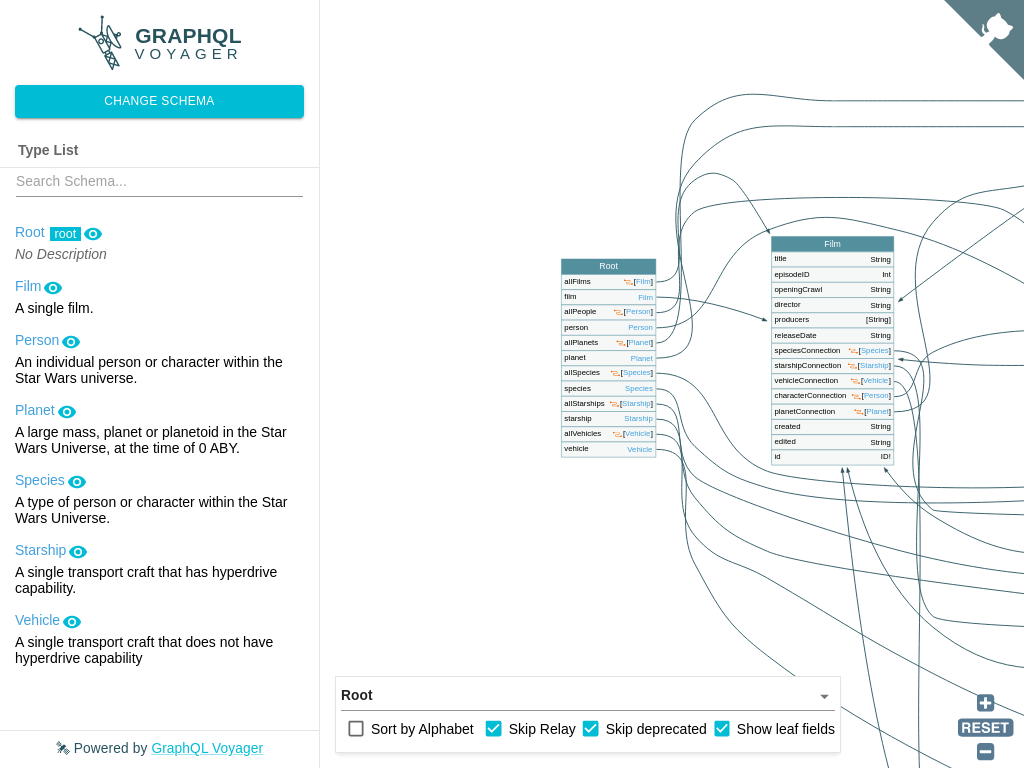 GRAPHQL
VOYAGER
CHANGE SCHEMA
Type List
Search Schema...
Root root
No Description
Film
A single film.
Person
An individual person or character within the
Star Wars universe.
Planet
A large mass, planet or planetoid in the Star
Wars Universe, at the time of 0 ABY.
Species
A type of person or character within the Star
Wars Universe.
Starship
A single transport craft that has hyperdrive
capability.
Vehicle
A single transport craft that does not have
hyperdrive capability
Powered by GraphQL Voyager
Root
allFilms [Film]
film Film
allPeople [Person]
person Person
allPlanets [Planet]
planet Planet
allSpecies [Species]
species Species
allStarships [Starship]
starship Starship
allVehicles [Vehicle]
vehicle Vehicle
Film
title String
episodeID Int
openingCrawl String
director String
producers [String]
releaseDate String
speciesConnection [Species]
starshipConnection [Starship]
vehicleConnection [Vehicle]
characterConnection [Person]
planetConnection [Planet]
created String
edited String
id ID!
Root
Sort by Alphabet Skip Relay Skip deprecated Show leaf fields
RESET